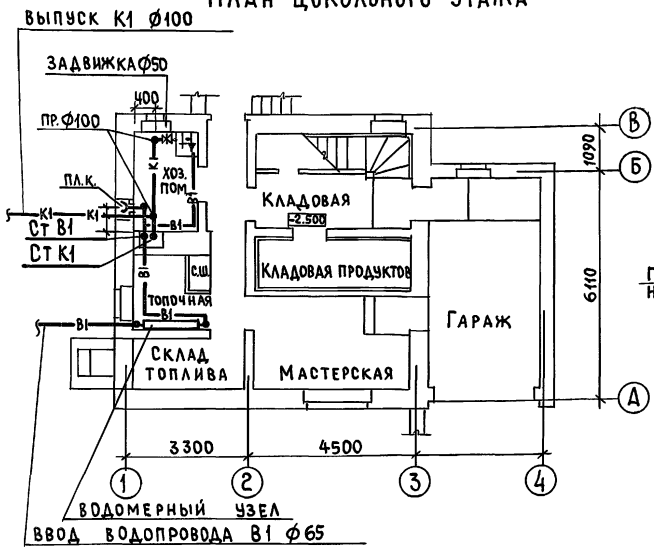 ПЛАН ЦОКОЛЬНОГО ЭТАЖА
ВЫПУСК К1 Ø100
ЗАДВИЖКА Ø50
400
ПР. Ø100
В
1090
Б
ХОЗ.
ПОМ.
К1
В1
ПЛ.К.
КЛАДОВАЯ
-2.500
К1 К1 В1
СТ В1
СТ К1
В1
С.Ш.
КЛАДОВАЯ ПРОДУКТОВ
6110
ТОПОЧНАЯ
В1
В1
ГАРАЖ
СКЛАД
ТОПЛИВА
МАСТЕРСКАЯ
А
3300 4500
1 2 3 4
ВОДОМЕРНЫЙ УЗЕЛ
ВВОД ВОДОПРОВОДА В1 Ø65